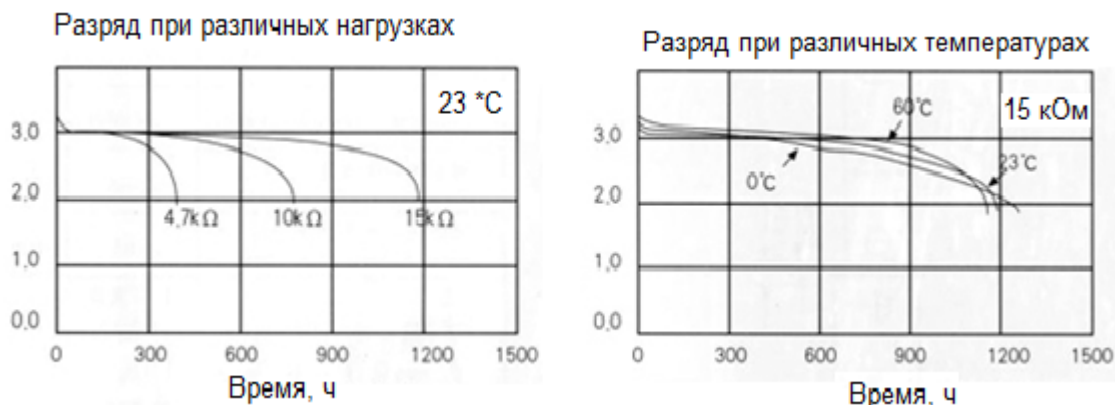 Разряд при различных нагрузках
23 *C
3,0
2,0
1,0
0,0
4,7kΩ
10kΩ
15kΩ
0
300
600
900
1200
1500
Время, ч
Разряд при различных температурах
15 кОм
60℃
23℃
0℃
3,0
2,0
1,0
0,0
0
300
600
900
1200
1500
Время, ч